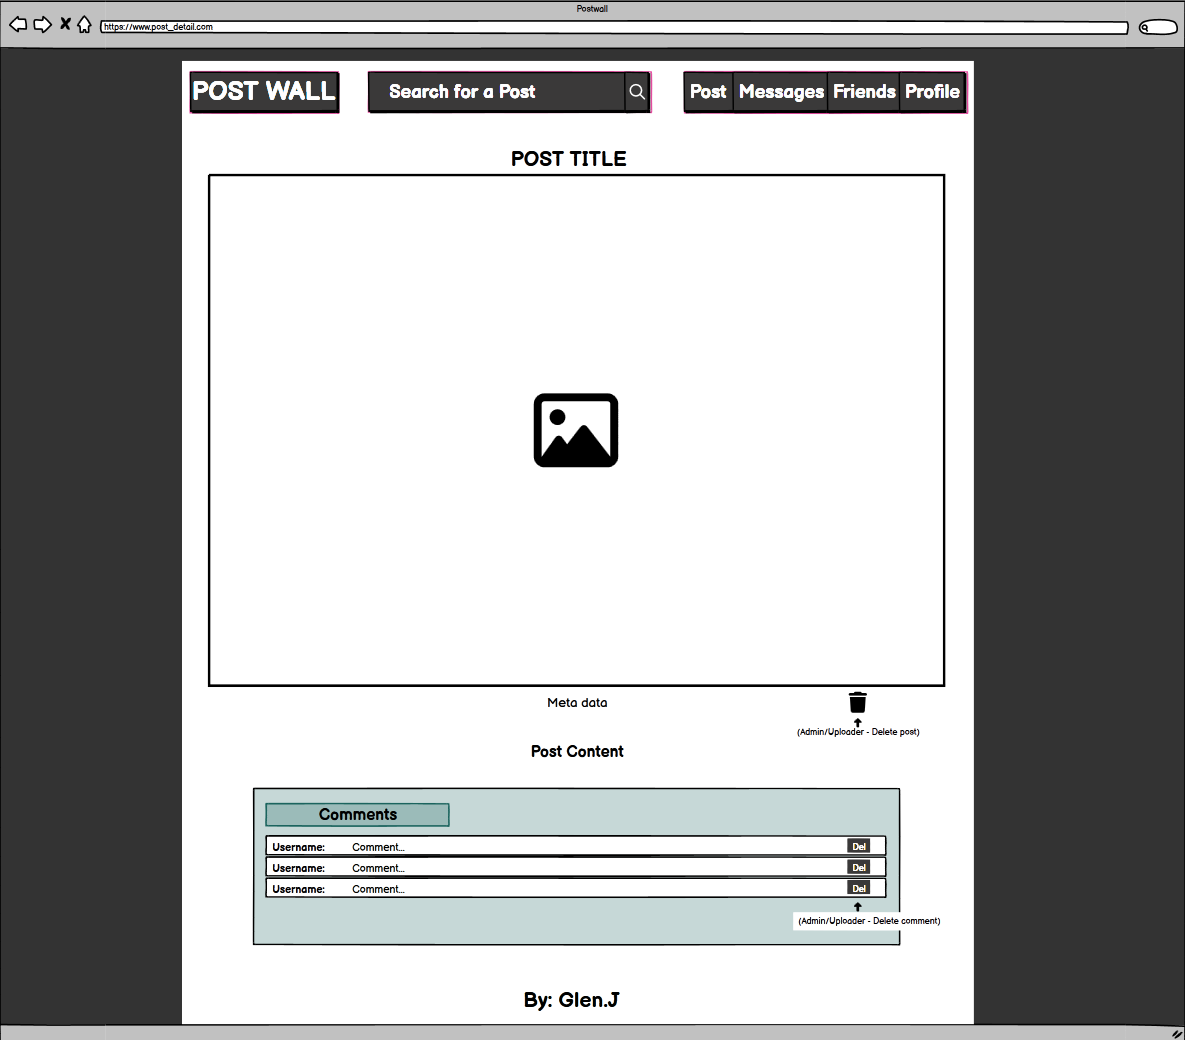 Postwall
https://www.post_detail.com
POST WALL
Search for a Post
Post Messages Friends Profile
POST TITLE
Meta data
(Admin/Uploader - Delete post)
Post Content
Comments
Username: Comment... Del
Username: Comment... Del
Username: Comment... Del
(Admin/Uploader - Delete comment)
By: Glen.J